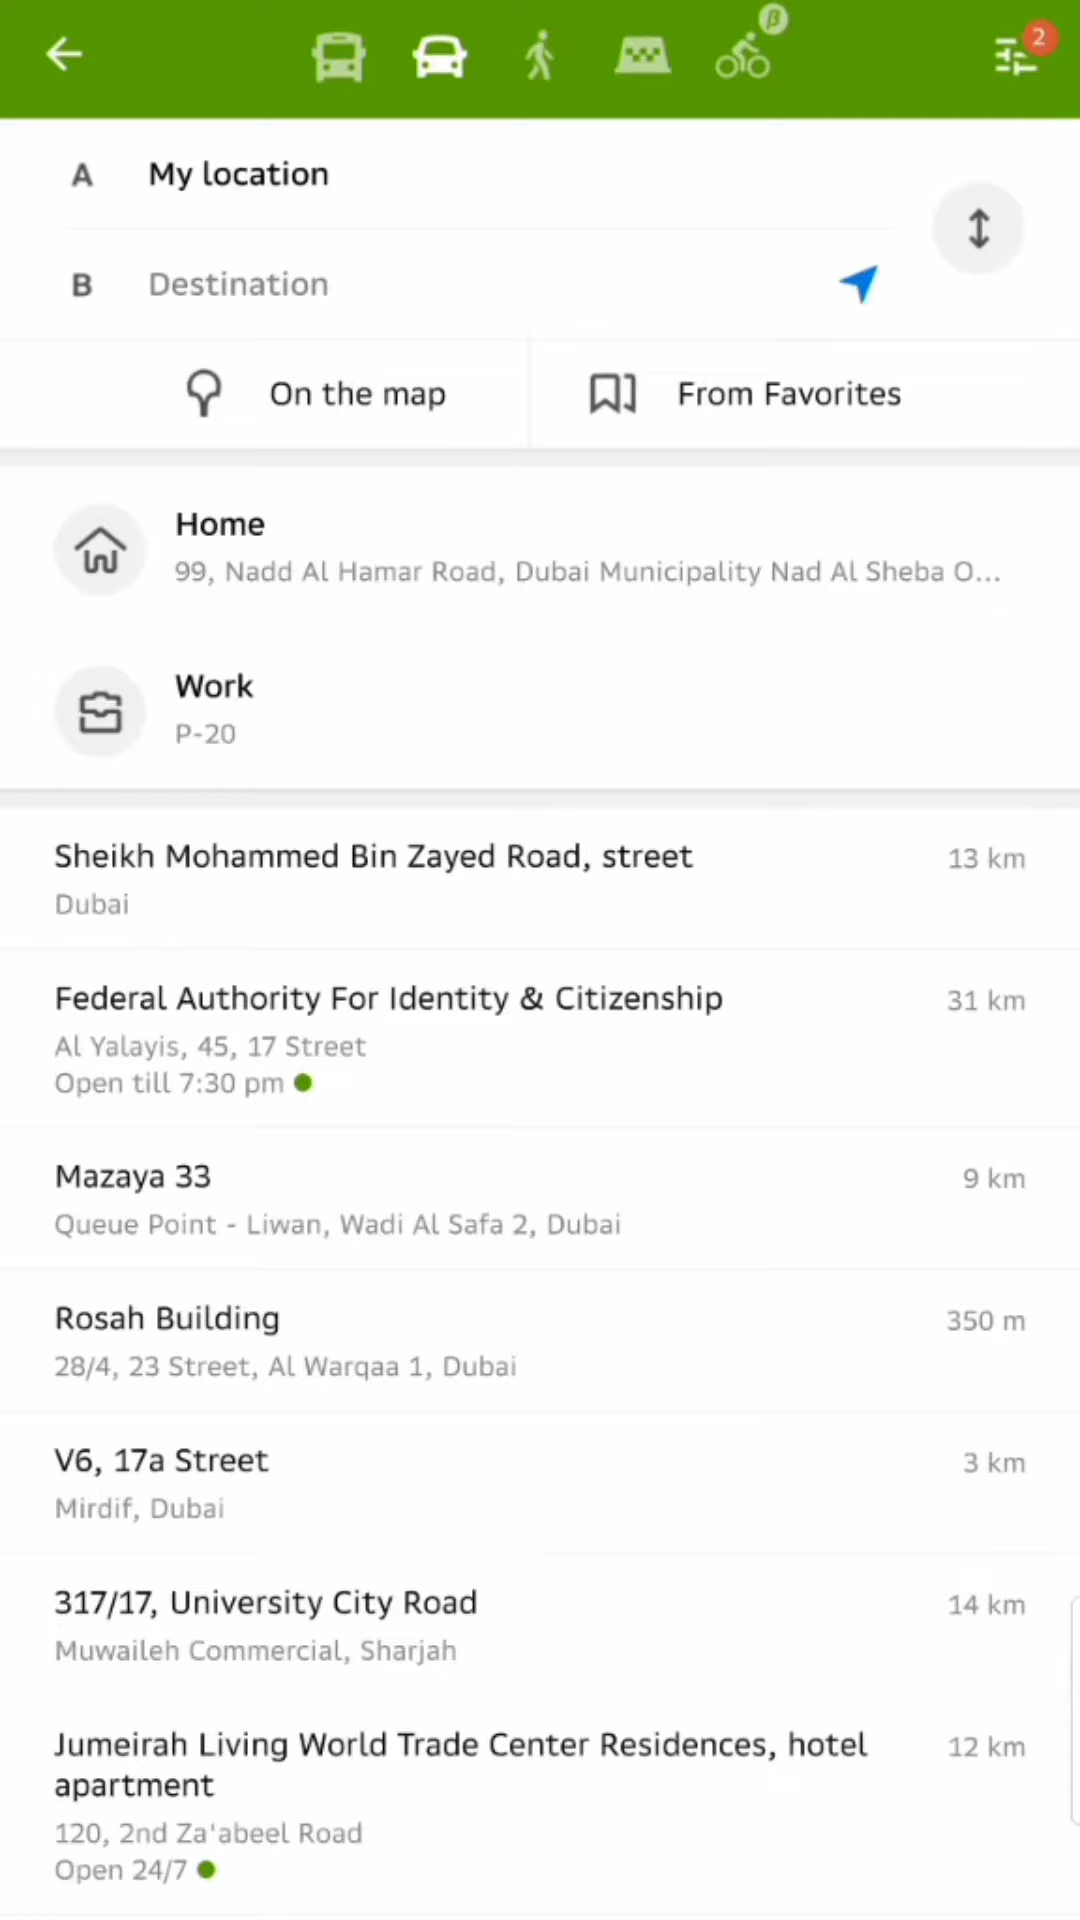 β
2
A My location
B Destination
On the map
From Favorites
Home
99, Nadd Al Hamar Road, Dubai Municipality Nad Al Sheba O...
Work
P-20
Sheikh Mohammed Bin Zayed Road, street 13 km
Dubai
Federal Authority For Identity & Citizenship 31 km
Al Yalayis, 45, 17 Street
Open till 7:30 pm
Mazaya 33 9 km
Queue Point - Liwan, Wadi Al Safa 2, Dubai
Rosah Building 350 m
28/4, 23 Street, Al Warqaa 1, Dubai
V6, 17a Street 3 km
Mirdif, Dubai
317/17, University City Road 14 km
Muwaileh Commercial, Sharjah
Jumeirah Living World Trade Center Residences, hotel 12 km
apartment
120, 2nd Za'abeel Road
Open 24/7